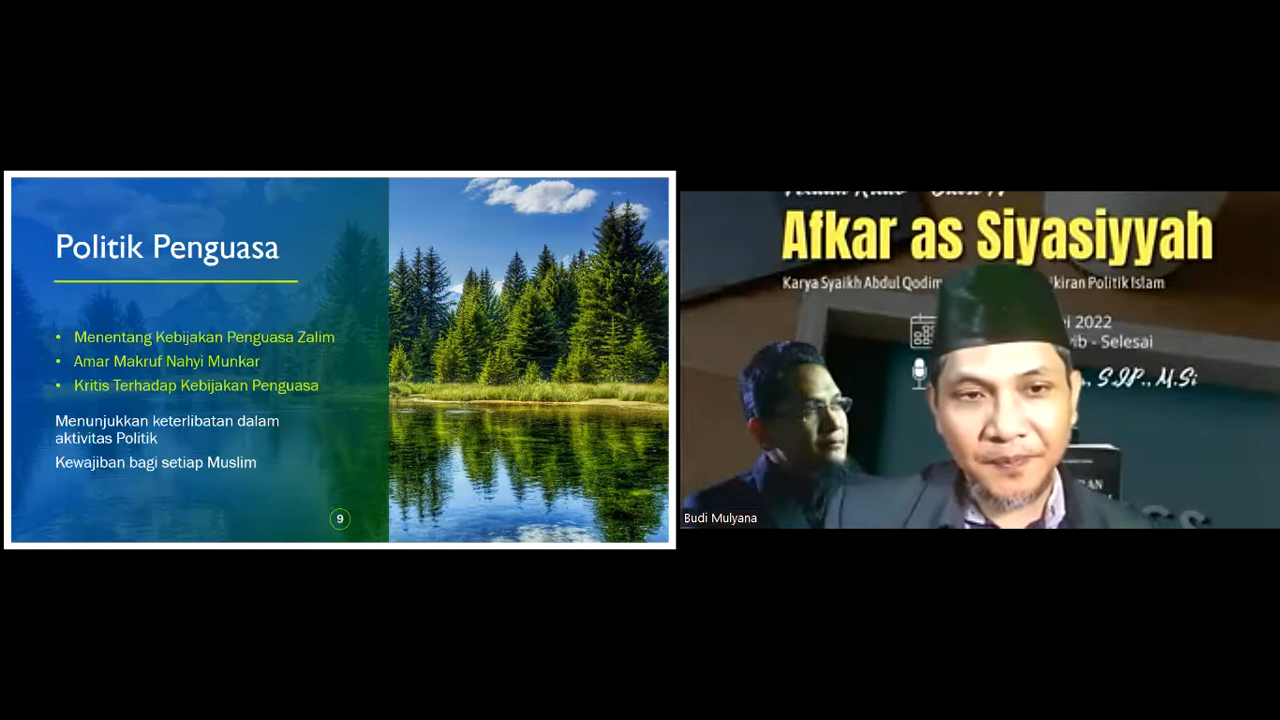 Politik Penguasa
• Menentang Kebijakan Penguasa Zalim
• Amar Makruf Nahyi Munkar
• Kritis Terhadap Kebijakan Penguasa
Menunjukkan keterlibatan dalam
aktivitas Politik
Kewajiban bagi setiap Muslim
9
Afkar as Siyasiyyah
Karya Syaikh Abdul Qodim
Politik Islam
2022
- Selesai
S.IP., M.Si
Budi Mulyana